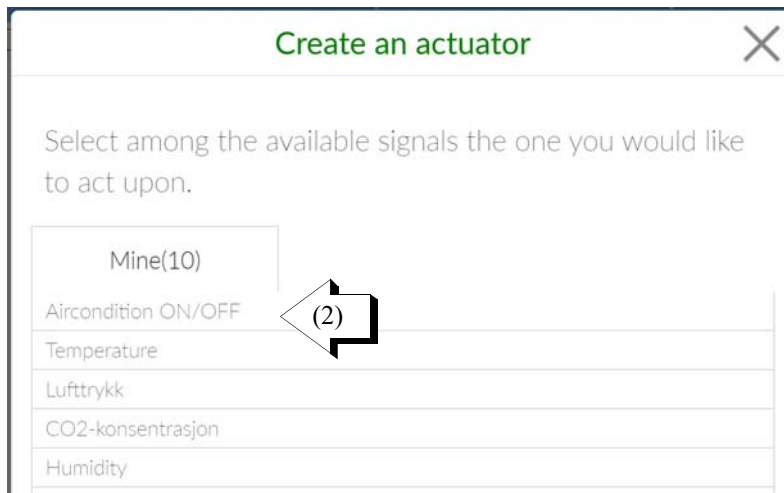 Create an actuator
Select among the available signals the one you would like
to act upon.
Mine(10)
Aircondition ON/OFF
(2)
Temperature
Lufttrykk
CO2-konsentrasjon
Humidity